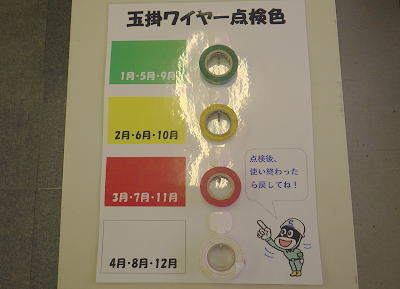 玉掛ワイヤー点検色
1月・5月・9月
2月・6月・10月
3月・7月・11月
4月・8月・12月
点検後、
使い終わった
ら戻してね！